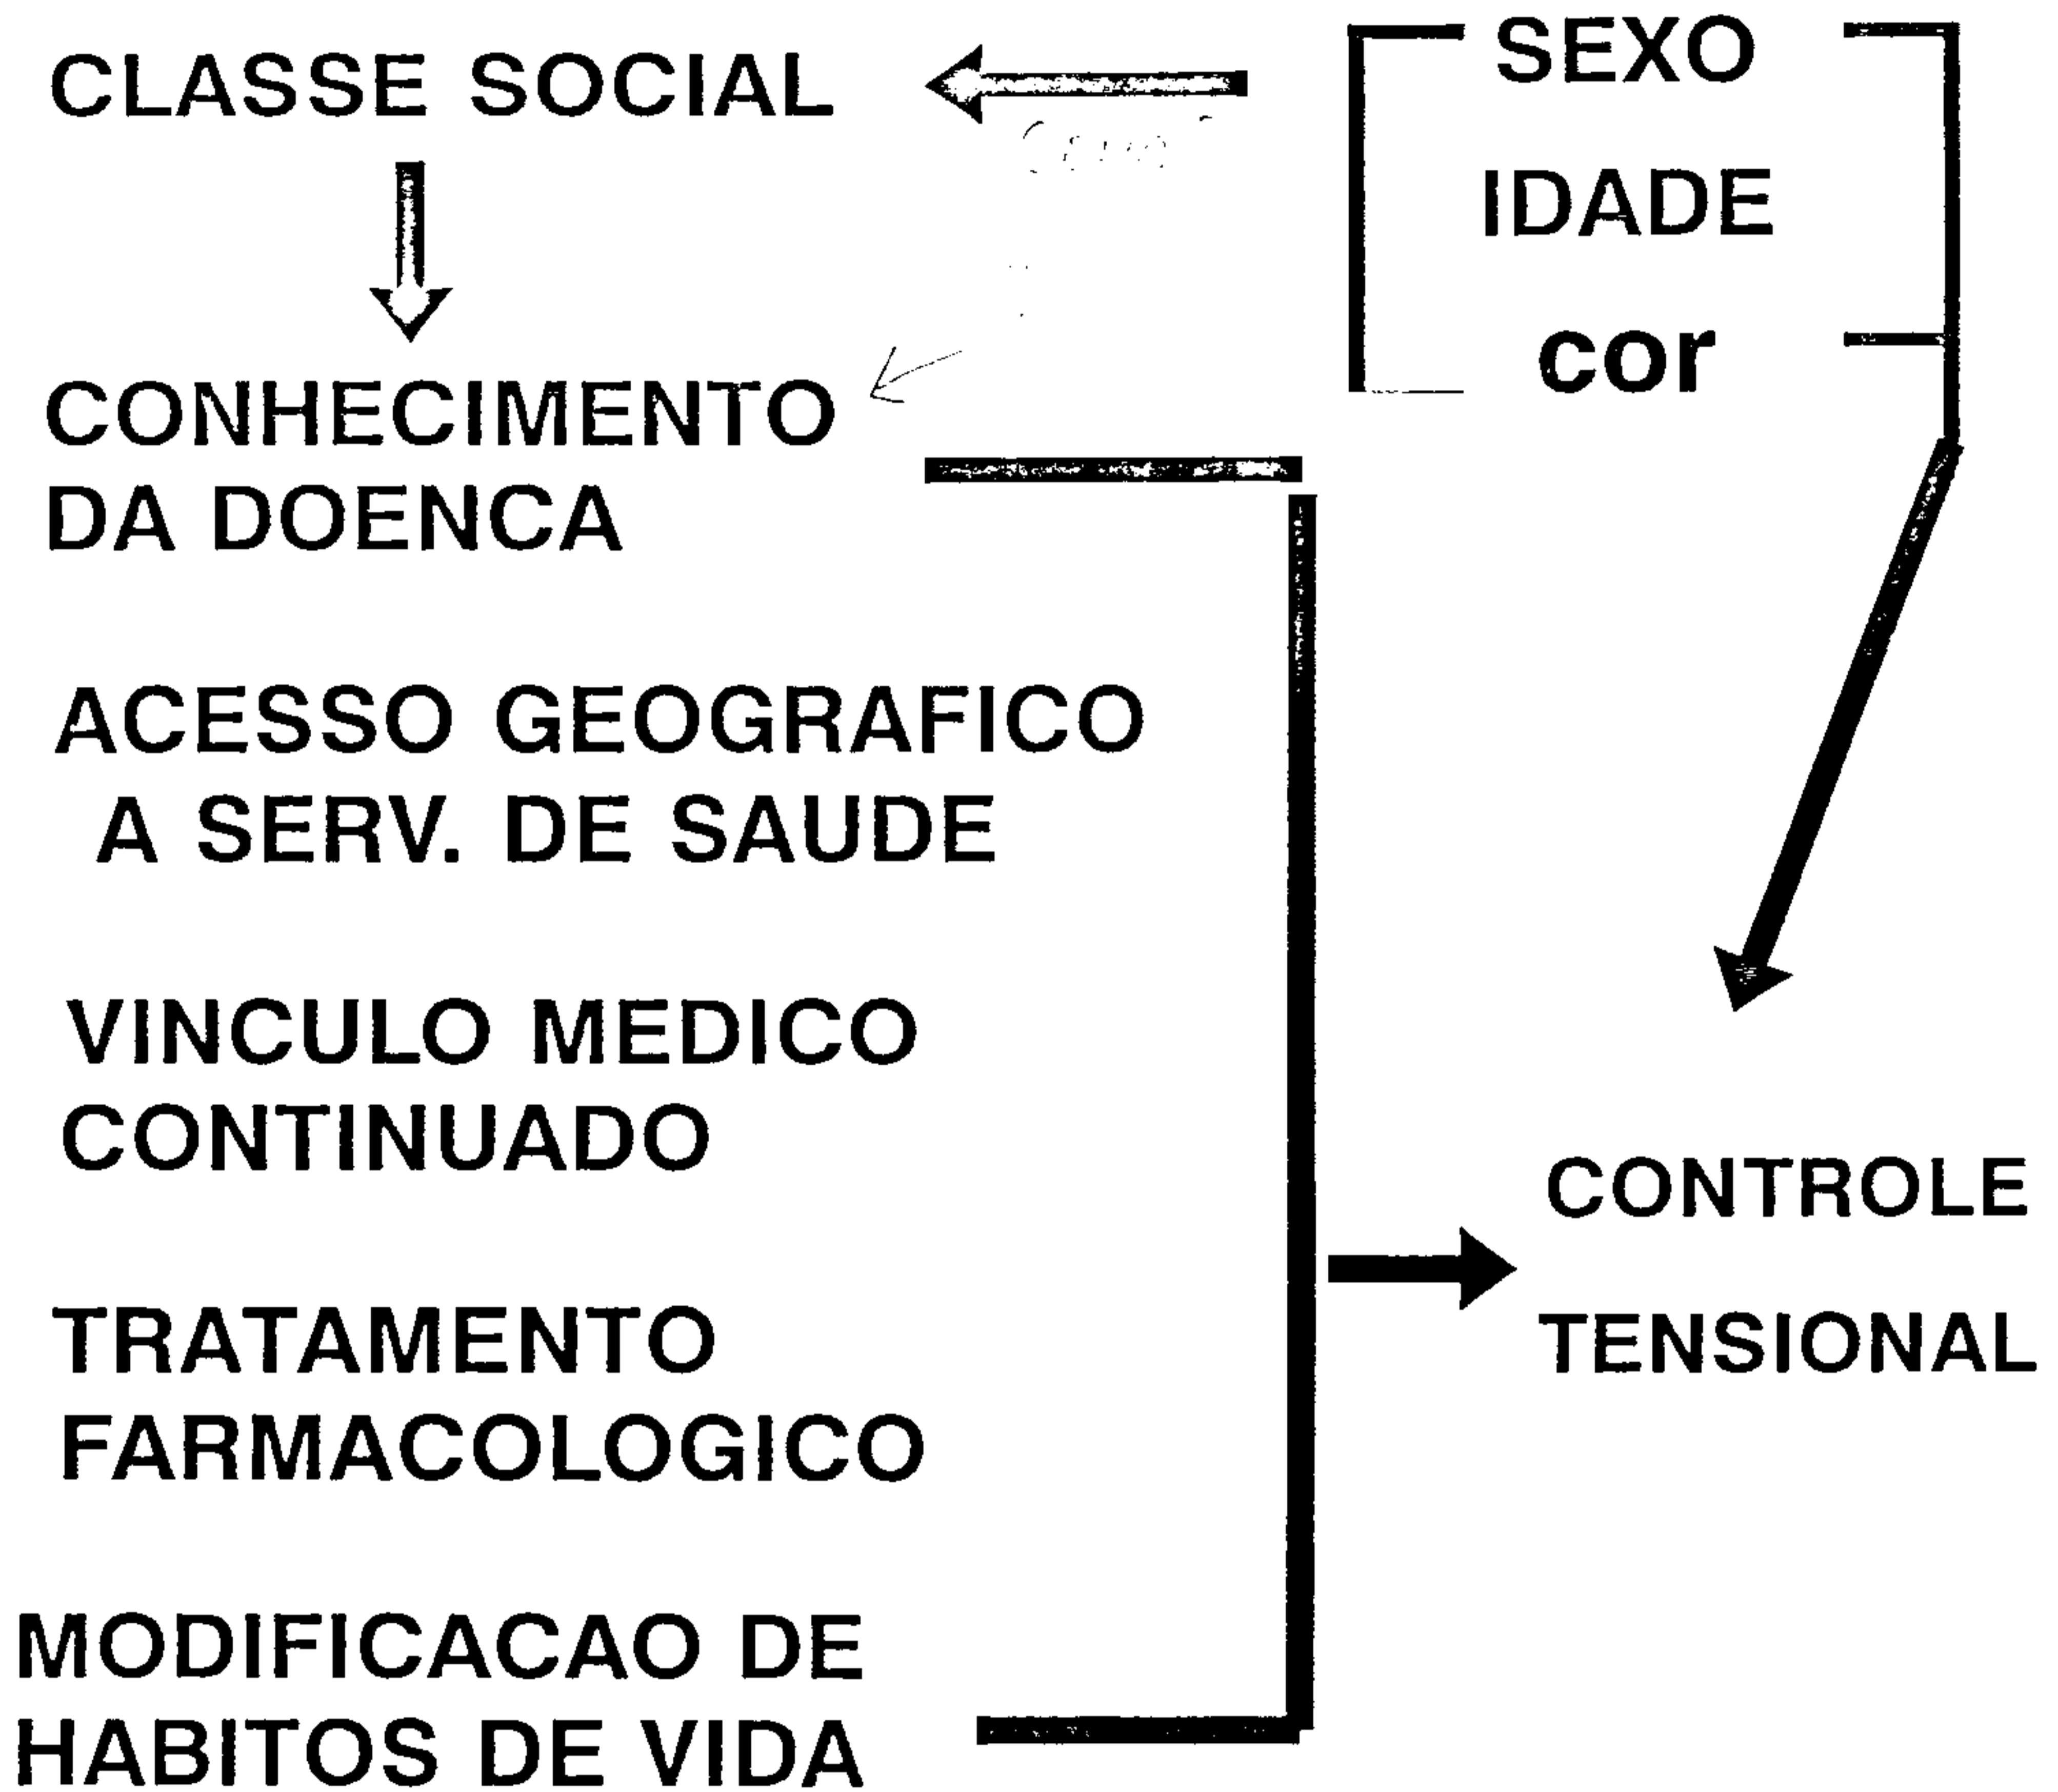 CLASSE SOCIAL
SEXO
IDADE
cor
CONHECIMENTO
DA DOENCA
ACESSO GEOGRAFICO
A SERV. DE SAUDE
VINCULO MEDICO
CONTINUADO
TRATAMENTO
FARMACOLOGICO
MODIFICACAO DE
HABITOS DE VIDA
CONTROLE
TENSIONAL